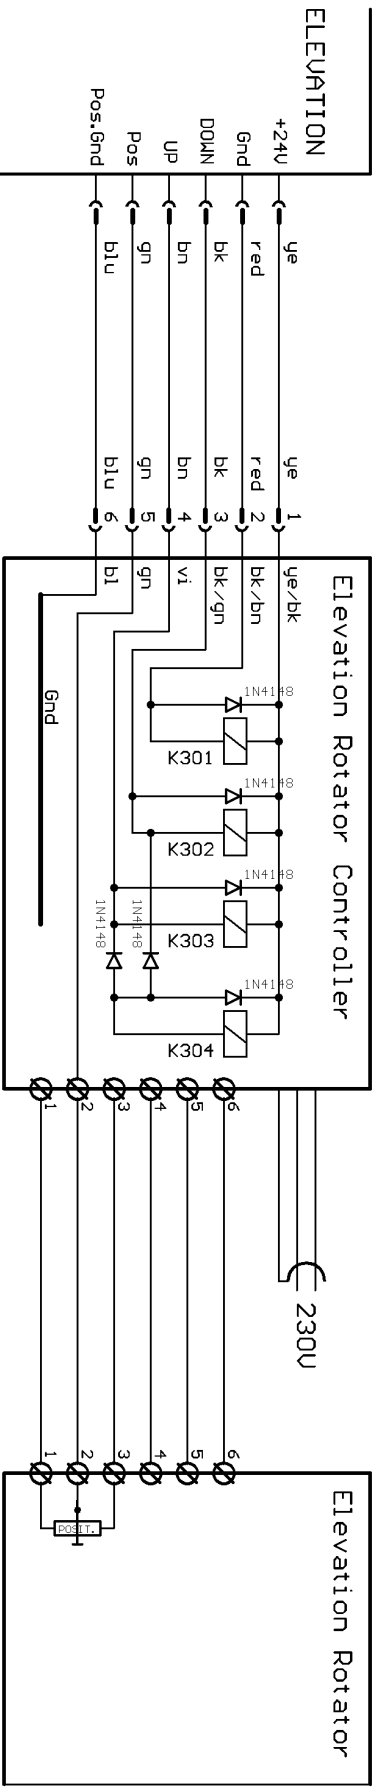 ELEVATION
+24V ye ye 1 ye/bk
Gnd red red 2 bk/bn
DOWN bk bk 3 bk/gn
UP bn bn 4 vi
Pos gn gn 5 gn
Pos.Gnd blu blu 6 bl
Elevation Rotator Controller
1N4148
K301
1N4148
K302
1N4148
K303
1N4148
K304
1N4148
1N4148
Gnd
230V
6
5
4
3
2
1
Elevation Rotator
6
5
4
3
2
1
POSIT.